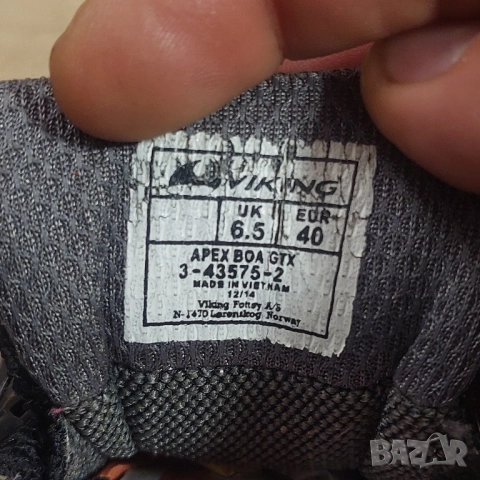 VIKING
UK
6.5
EUR
40
APEX BOA GTX
3-43575-2
MADE IN VIETNAM
12/14
Viking Fottøy A/S
N-1470 Lørenskog Norway
BAZAR